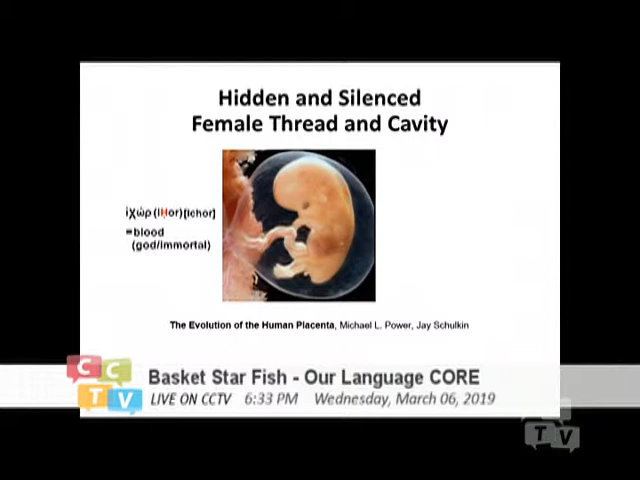 Hidden and Silenced
Female Thread and Cavity
ἰχώρ (IHor)[Ichor]
=blood
(god/immortal)
The Evolution of the Human Placenta, Michael L. Power, Jay Schulkin
CC
TV
Basket Star Fish - Our Language CORE
LIVE ON CCTV 6:33 PM Wednesday, March 06, 2019
TV